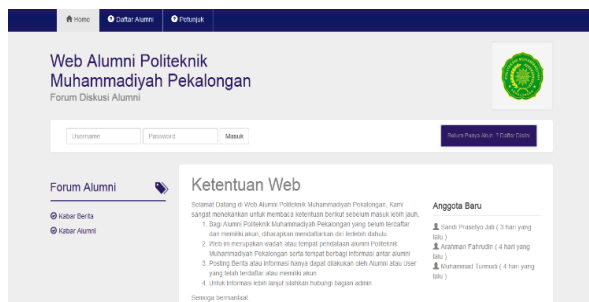 Home
Daftar Alumni
Petunjuk
Web Alumni Politeknik
Muhammadiyah Pekalongan
Forum Diskusi Alumni
Username
Password
Masuk
Belum Punya Akun ? Daftar Disini
Forum Alumni
Kabar Berita
Kabar Alumni
Ketentuan Web
Selamat Datang di Web Alumni Politeknik Muhammadiyah Pekalongan, Kami
sangat menekankan untuk membaca ketentuan berikut sebelum masuk lebih jauh,
1. Bagi Alumni Politeknik Muhammadiyah Pekalongan yang belum terdaftar
dan memiliki akun, diharapkan mendaftarkan diri terlebih dahulu.
2. Web ini merupakan wadah atau tempat pendataan alumni Politeknik
Muhammadiyah Pekalongan serta tempat berbagi informasi antar alumni
3. Posting Berita atau informasi hanya dapat dilakukan oleh Alumni atau User
yang telah terdaftar atau memiliki akun
4. Untuk Informasi lebih lanjut silahkan hubungi bagian admin
Semoga bermanfaat
Anggota Baru
Sandi Prasetyo Jati ( 3 hari yang
lalu )
Arahman Fahrudin ( 4 hari yang
lalu )
Muhammad Turmudi ( 4 hari yang
lalu )